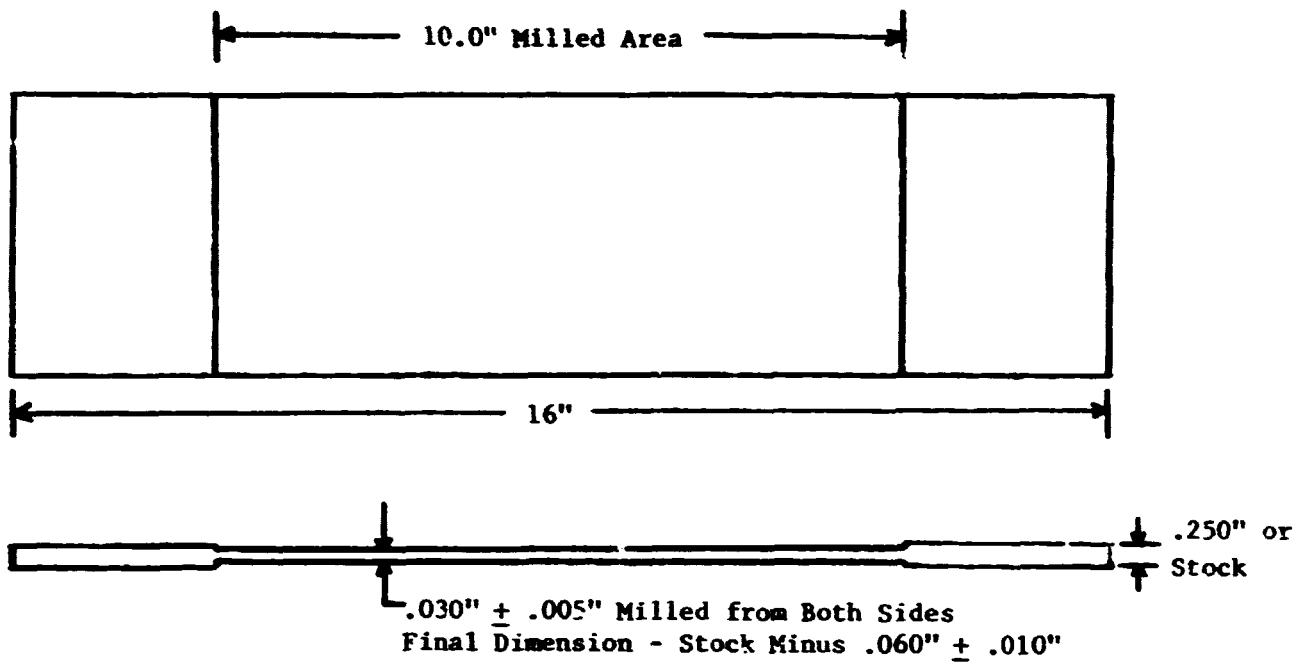 10.0" Milled Area
16"
.250" or
Stock
.030" ± .005" Milled from Both Sides
Final Dimension - Stock Minus .060" ± .010"